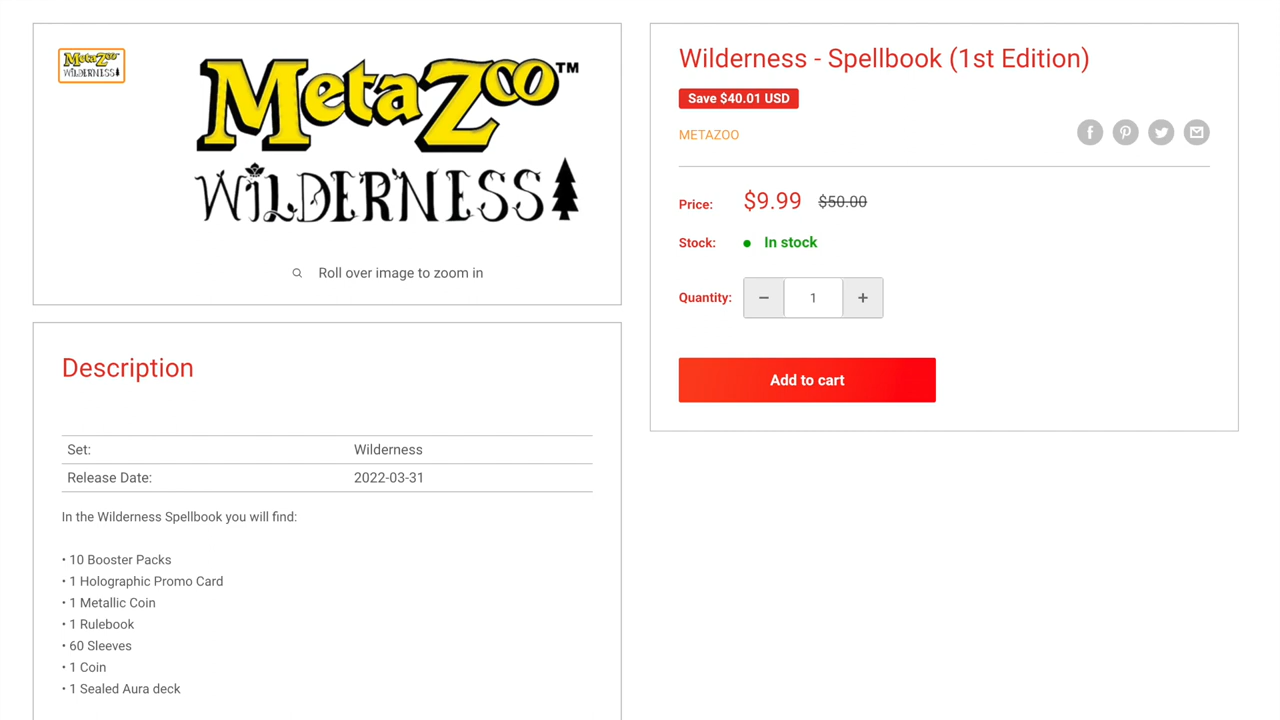 MetaZoo™
WILDERNESS
MetaZoo™
WILDERNESS
Roll over image to zoom in
Wilderness - Spellbook (1st Edition)
Save $40.01 USD
METAZOO
Price: $9.99 $50.00
Stock: In stock
Quantity: − 1 +
Add to cart
Description
Set: Wilderness
Release Date: 2022-03-31
In the Wilderness Spellbook you will find:
• 10 Booster Packs
• 1 Holographic Promo Card
• 1 Metallic Coin
• 1 Rulebook
• 60 Sleeves
• 1 Coin
• 1 Sealed Aura deck